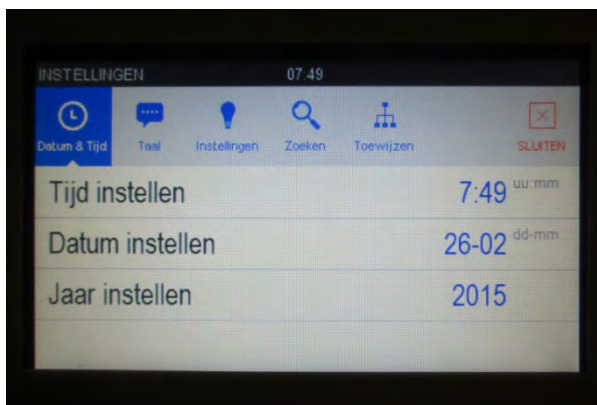 INSTELLINGEN 07:49
Datum & Tijd Taal Instellingen Zoeken Toewijzen SLUITEN
Tijd instellen 7:49 uu:mm
Datum instellen 26-02 dd-mm
Jaar instellen 2015